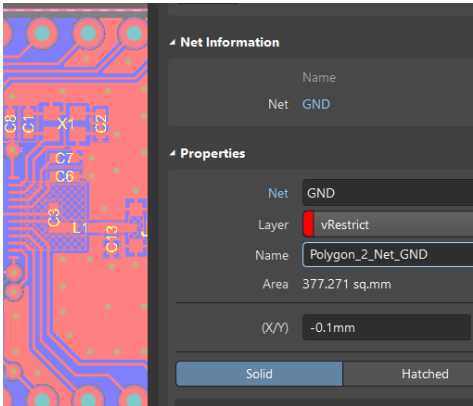 Net Information
Name
Net GND
Properties
Net GND
Layer vRestrict
Name Polygon_2_Net_GND
Area 377.271 sq.mm
(X/Y) -0.1mm
Solid Hatched
C8 C1 X1 C2
C7
C6
C3
L1
C13